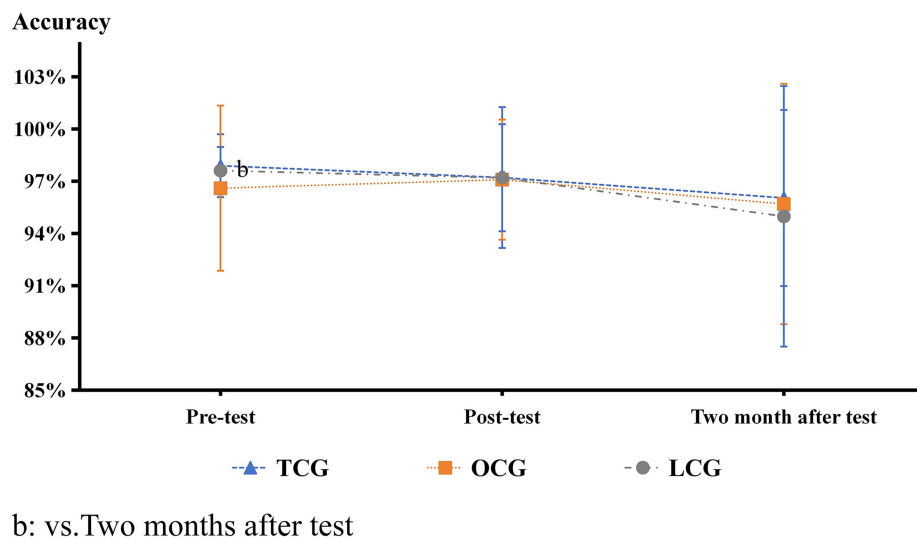 Accuracy
103%
100%
97%
94%
91%
88%
85%
b
Pre-test Post-test Two month after test
TCG OCG LCG
b: vs.Two months after test